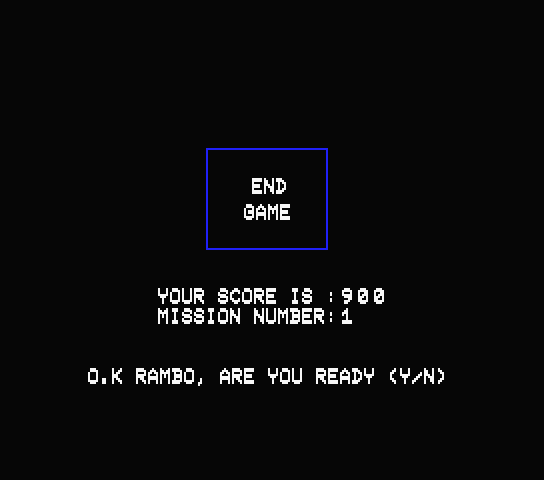 END
GAME
YOUR SCORE IS :900
MISSION NUMBER:1
O.K RAMBO, ARE YOU READY (Y/N)